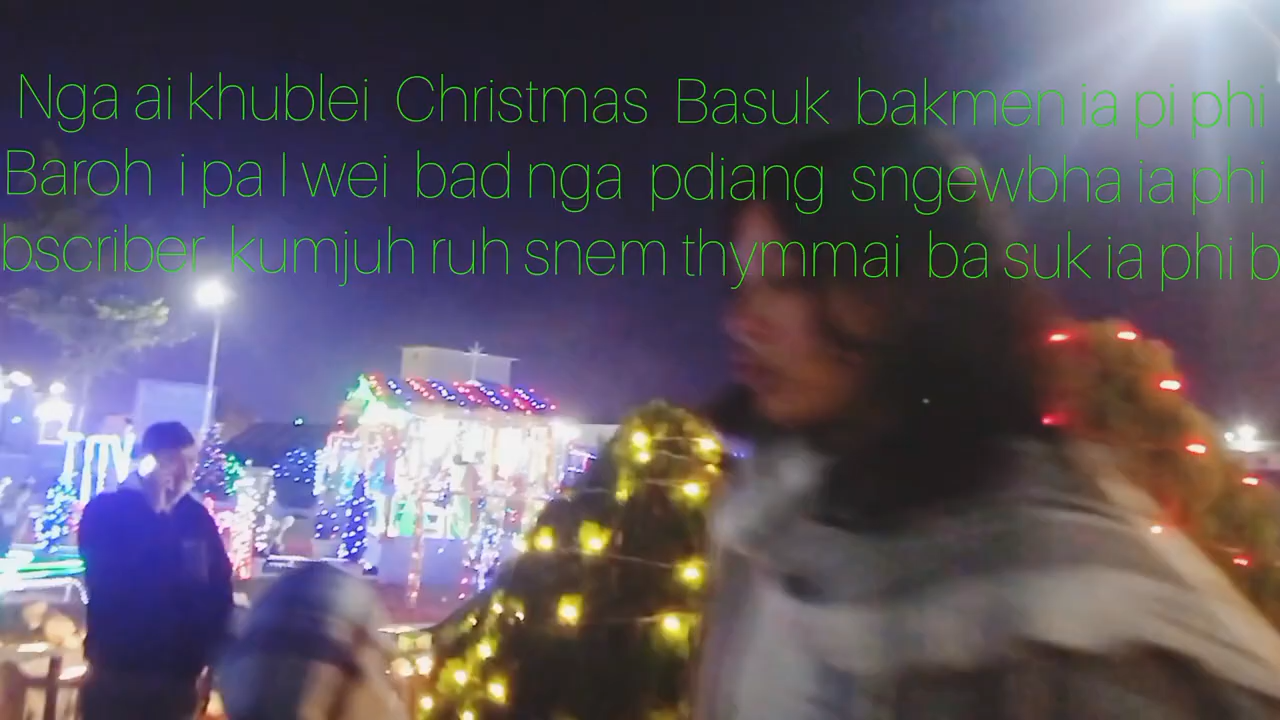 Nga ai khublei Christmas Basuk bakmen ia pi phi
Baroh i pa l wei bad nga pdiang sngewbha ia phi
bscriber kumjuh ruh snem thymmai ba suk ia phi b